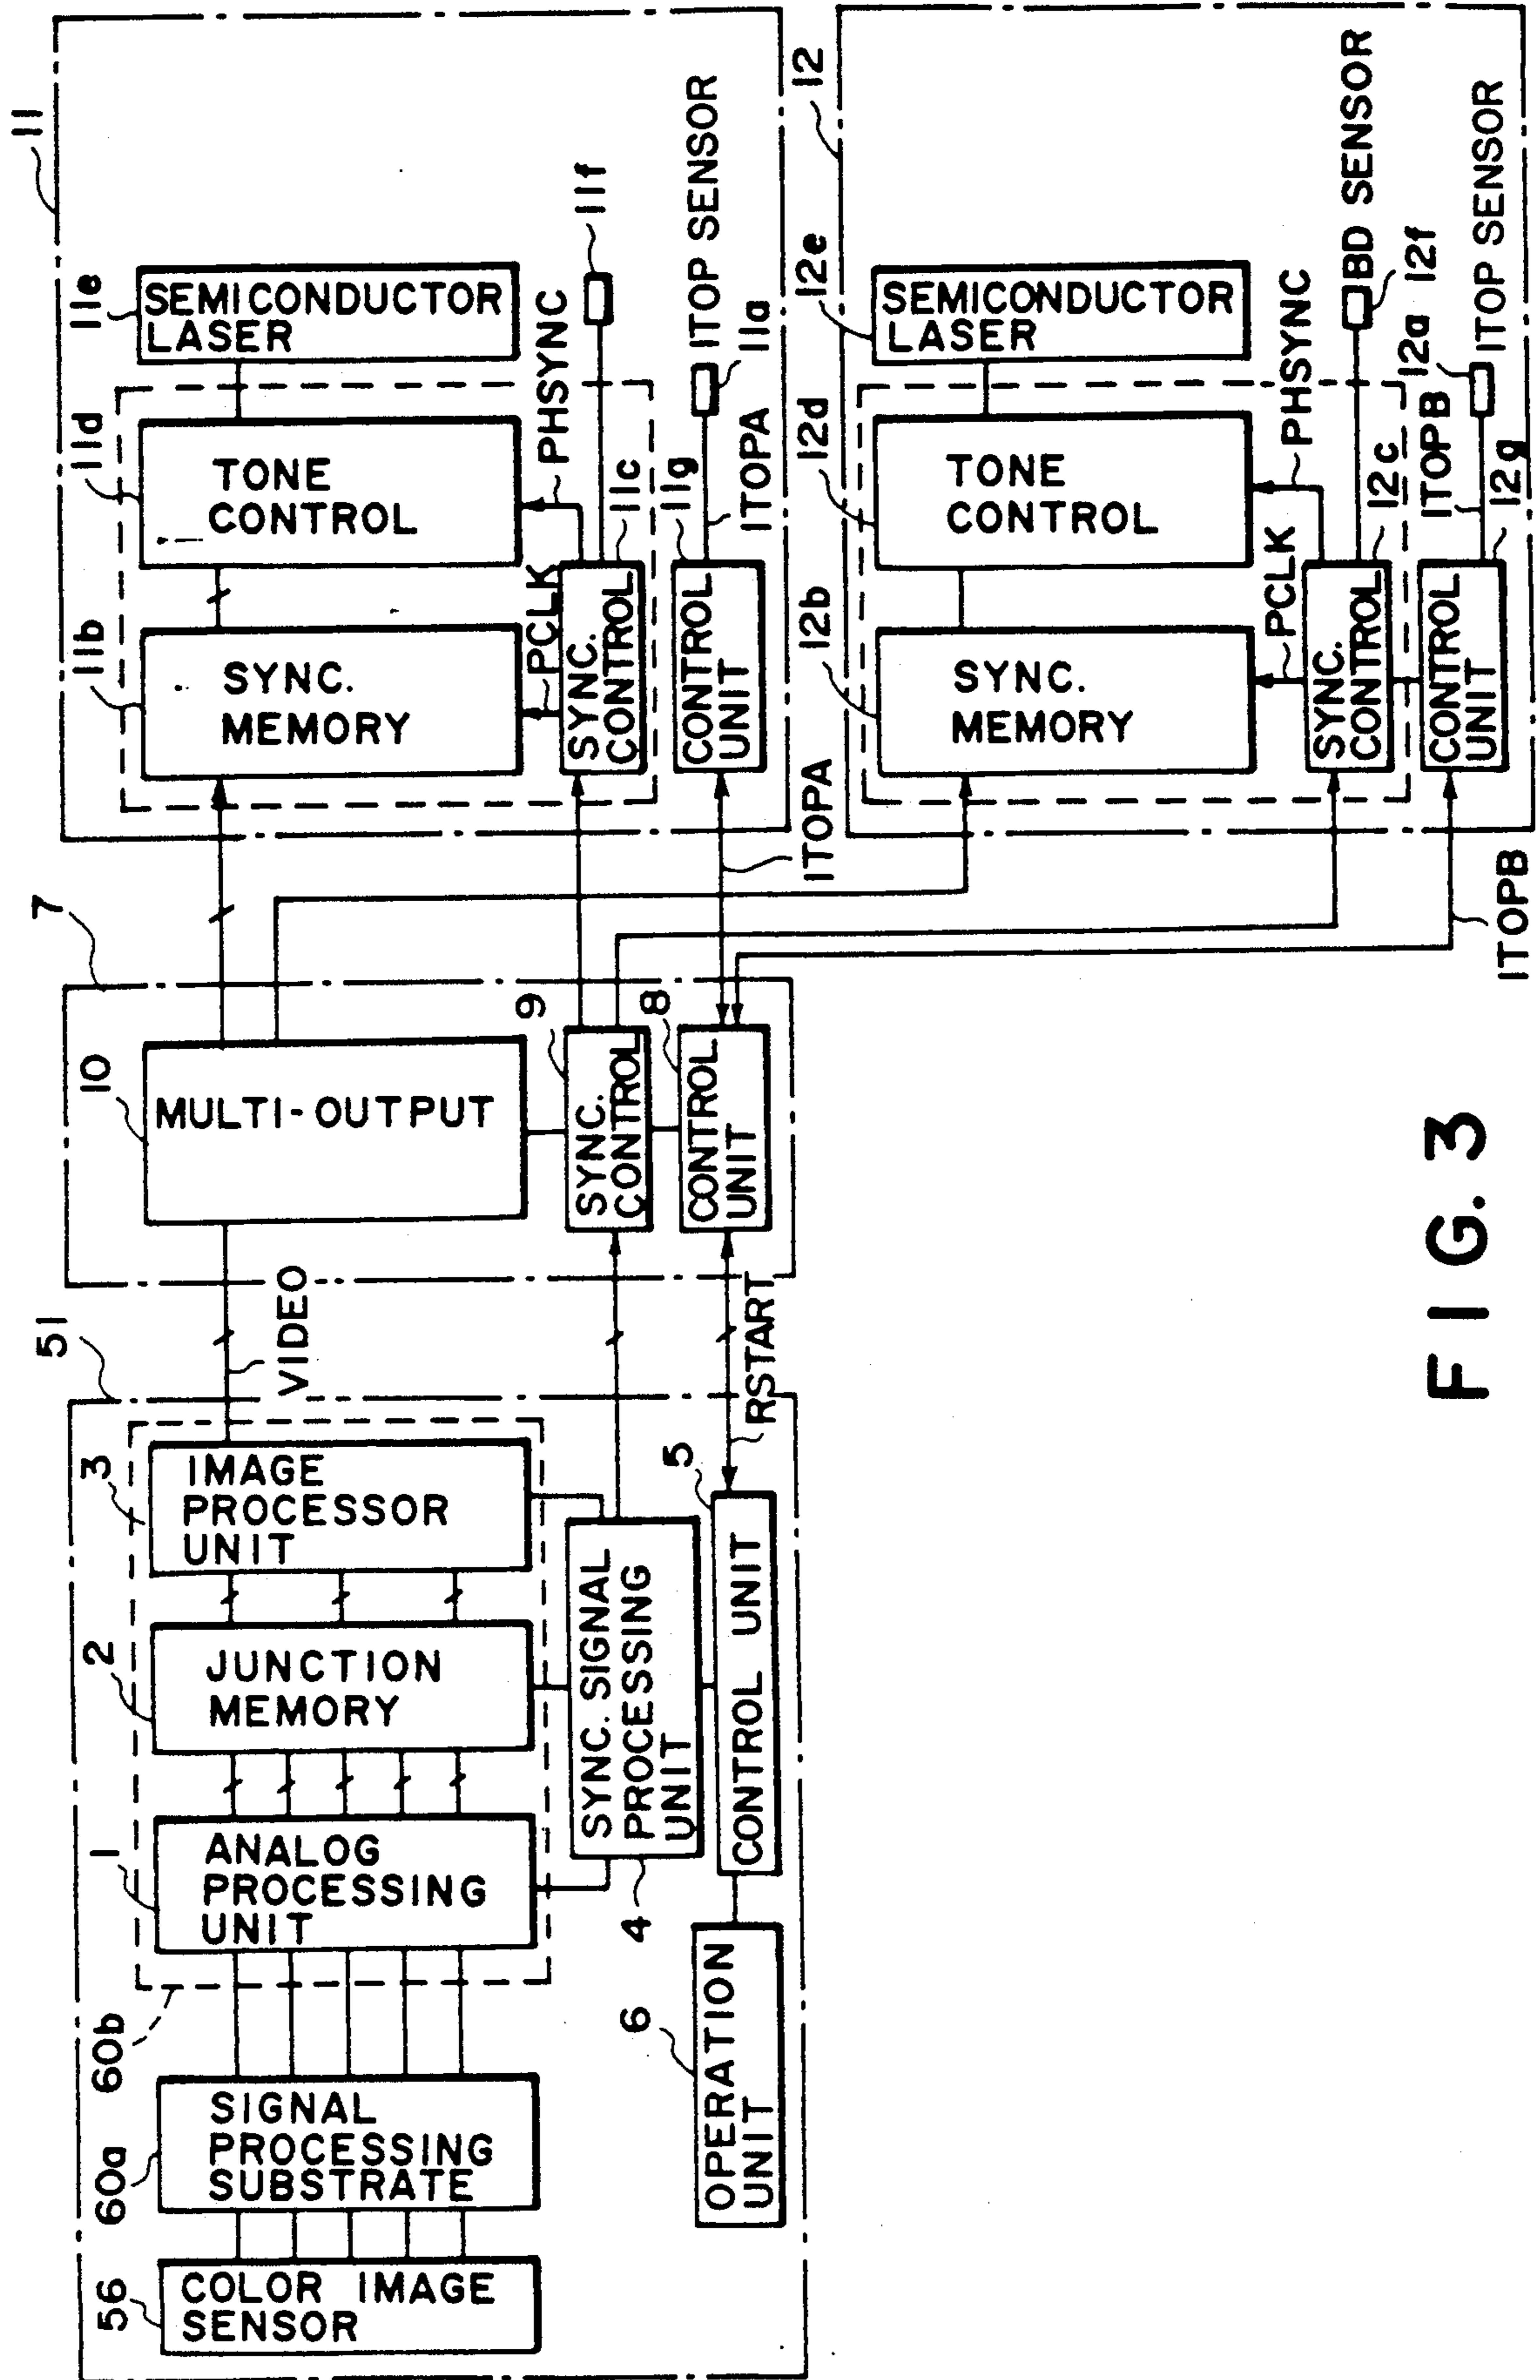 51
56
COLOR IMAGE
SENSOR
60a
SIGNAL
PROCESSING
SUBSTRATE
60b
1
ANALOG
PROCESSING
UNIT
2
JUNCTION
MEMORY
3
IMAGE
PROCESSOR
UNIT
4
SYNC. SIGNAL
PROCESSING
UNIT
5
CONTROL UNIT
6
OPERATION
UNIT
VIDEO
RSTART
7
10
MULTI-OUTPUT
9
SYNC.
CONTROL
8
CONTROL
UNIT
ITOPA
ITOPB
11
11b
SYNC.
MEMORY
11d
TONE
CONTROL
11e
SEMICONDUCTOR
LASER
PCLK
PHSYNC
SYNC.
CONTROL
11c
11f
11g
CONTROL
UNIT
ITOPA
11a
ITOP SENSOR
12
12b
SYNC.
MEMORY
12d
TONE
CONTROL
12e
SEMICONDUCTOR
LASER
PCLK
PHSYNC
SYNC.
CONTROL
12c
BD SENSOR
12f
CONTROL
UNIT
12g
ITOPB
12a
ITOP SENSOR
FIG. 3